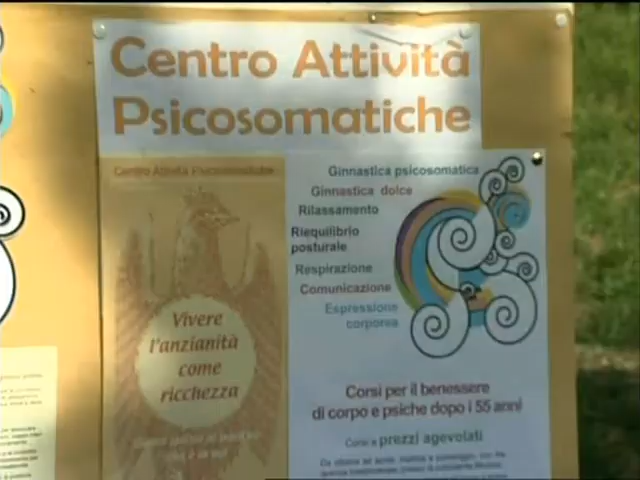 Centro Attività
Psicosomatiche
Centro Attività Psicosomatiche
Vivere
l'anzianità
come
ricchezza
Ginnastica psicosomatica
Ginnastica dolce
Rilassamento
Riequilibrio
posturale
Respirazione
Comunicazione
Espressione
corporea
Corsi per il benessere
di corpo e psiche dopo i 55 anni
Corsi a prezzi agevolati